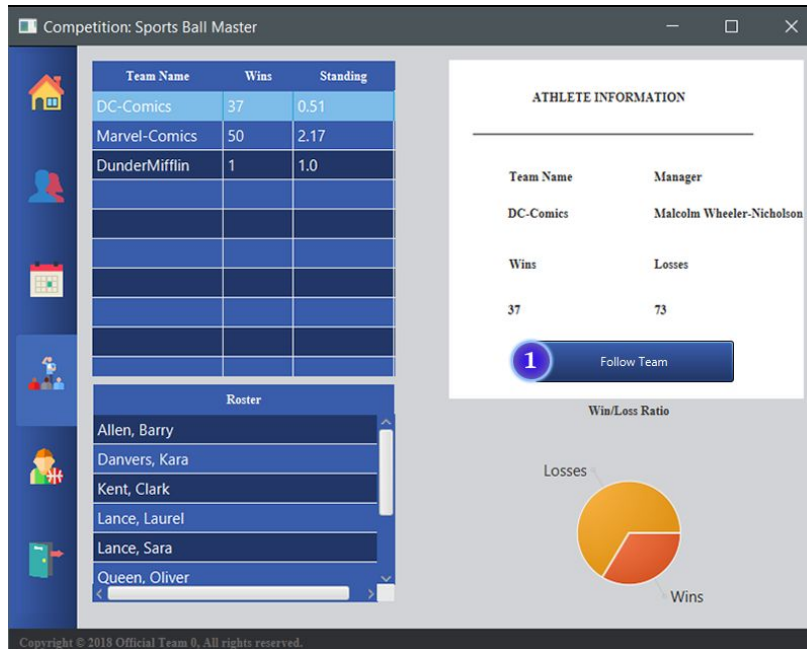 Competition: Sports Ball Master
Team Name Wins Standing
DC-Comics 37 0.51
Marvel-Comics 50 2.17
DunderMifflin 1 1.0
Roster
Allen, Barry
Danvers, Kara
Kent, Clark
Lance, Laurel
Lance, Sara
Queen, Oliver
ATHLETE INFORMATION
Team Name Manager
DC-Comics Malcolm Wheeler-Nicholson
Wins Losses
37 73
1 Follow Team
Win/Loss Ratio
Losses
Wins
Copyright © 2018 Official Team 0, All rights reserved.